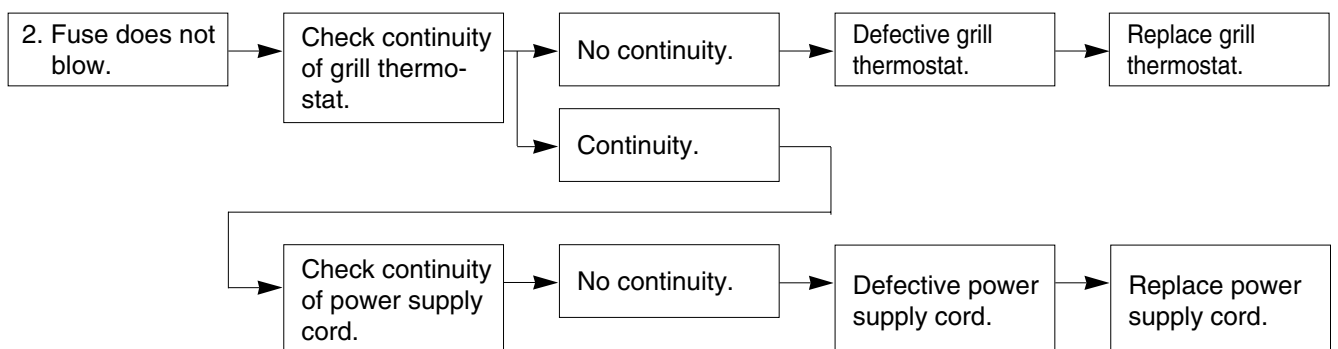 2. Fuse does not
blow.
Check continuity
of grill thermo-
stat.
No continuity.
Defective grill
thermostat.
Replace grill
thermostat.
Continuity.
Check continuity
of power supply
cord.
No continuity.
Defective power
supply cord.
Replace power
supply cord.